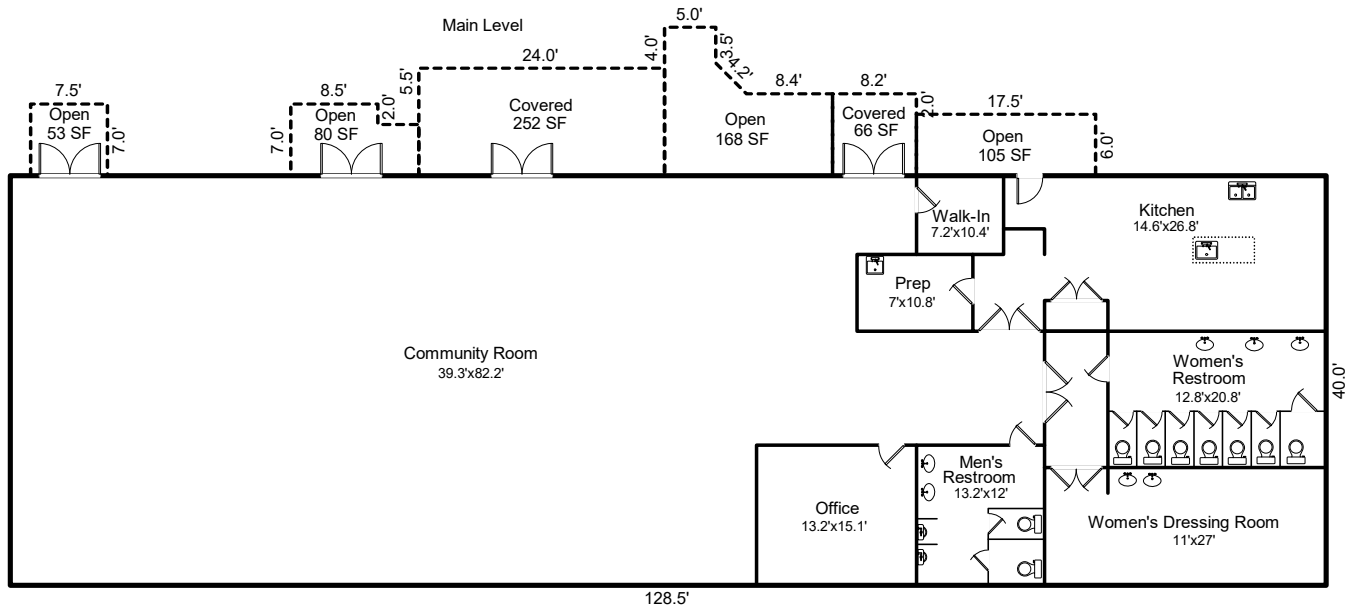 Main Level
5.0'
4.0'
3.5'
4.2'
24.0'
5.5'
7.5'
8.5'
2.0'
8.4'
8.2'
2.0'
17.5'
Open
53 SF
7.0'
7.0'
Open
80 SF
Covered
252 SF
Open
168 SF
Covered
66 SF
Open
105 SF
6.0'
Walk-In
7.2'x10.4'
Kitchen
14.6'x26.8'
Prep
7'x10.8'
Community Room
39.3'x82.2'
Women's
Restroom
12.8'x20.8'
40.0'
Men's
Restroom
13.2'x12'
Office
13.2'x15.1'
Women's Dressing Room
11'x27'
128.5'